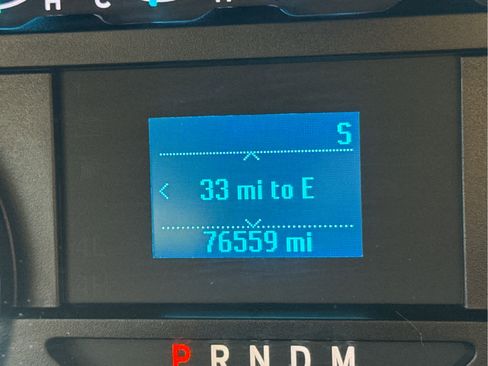 H C H
S
33 mi to E
76559 mi
P R N D M